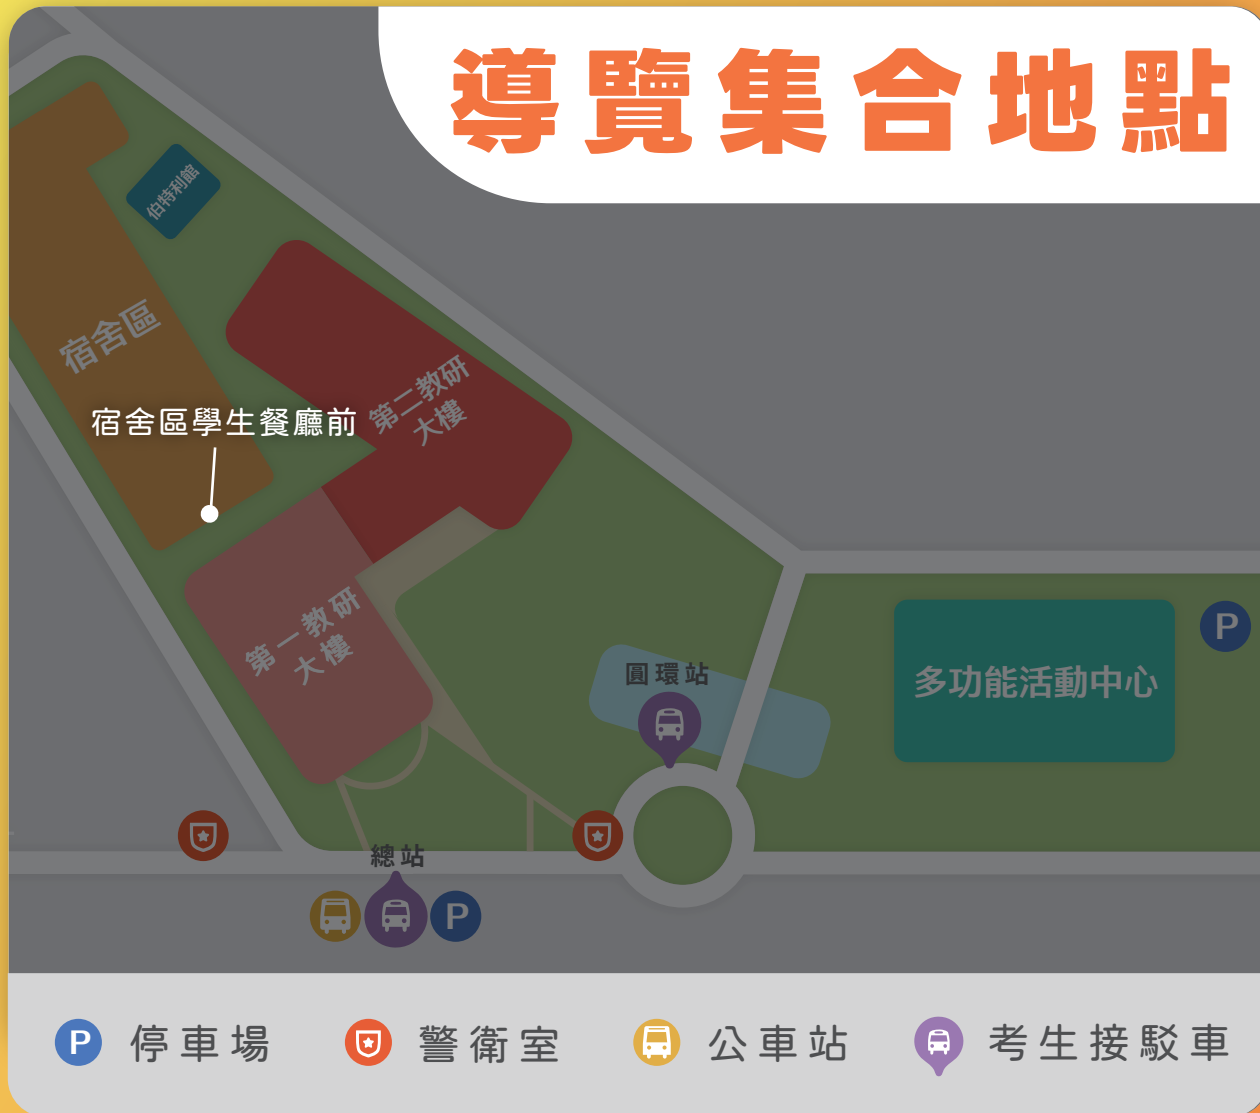 導覽集合地點
伯特利館
宿舍區
第二教研
大樓
宿舍區學生餐廳前
第一教研
大樓
圓環站
多功能活動中心
P
總站
P
P 停車場
警衛室
公車站
考生接駁車